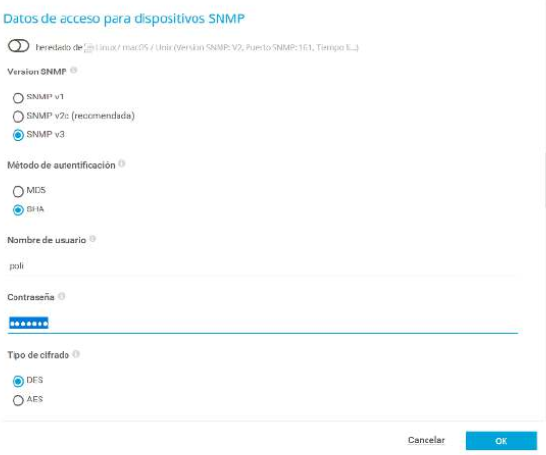 Datos de acceso para dispositivos SNMP
heredado de Linux/ macOS / Unix (Version SNMP: V2, Puerto SNMP: 161, Tiempo
Version SNMP
SNMP v1
SNMP v2c (recomendada)
SNMP v3
Método de autentificación
MD5
SHA
Nombre de usuario
poli
Contraseña
•••••••
Tipo de cifrado
DES
AES
Cancelar
OK